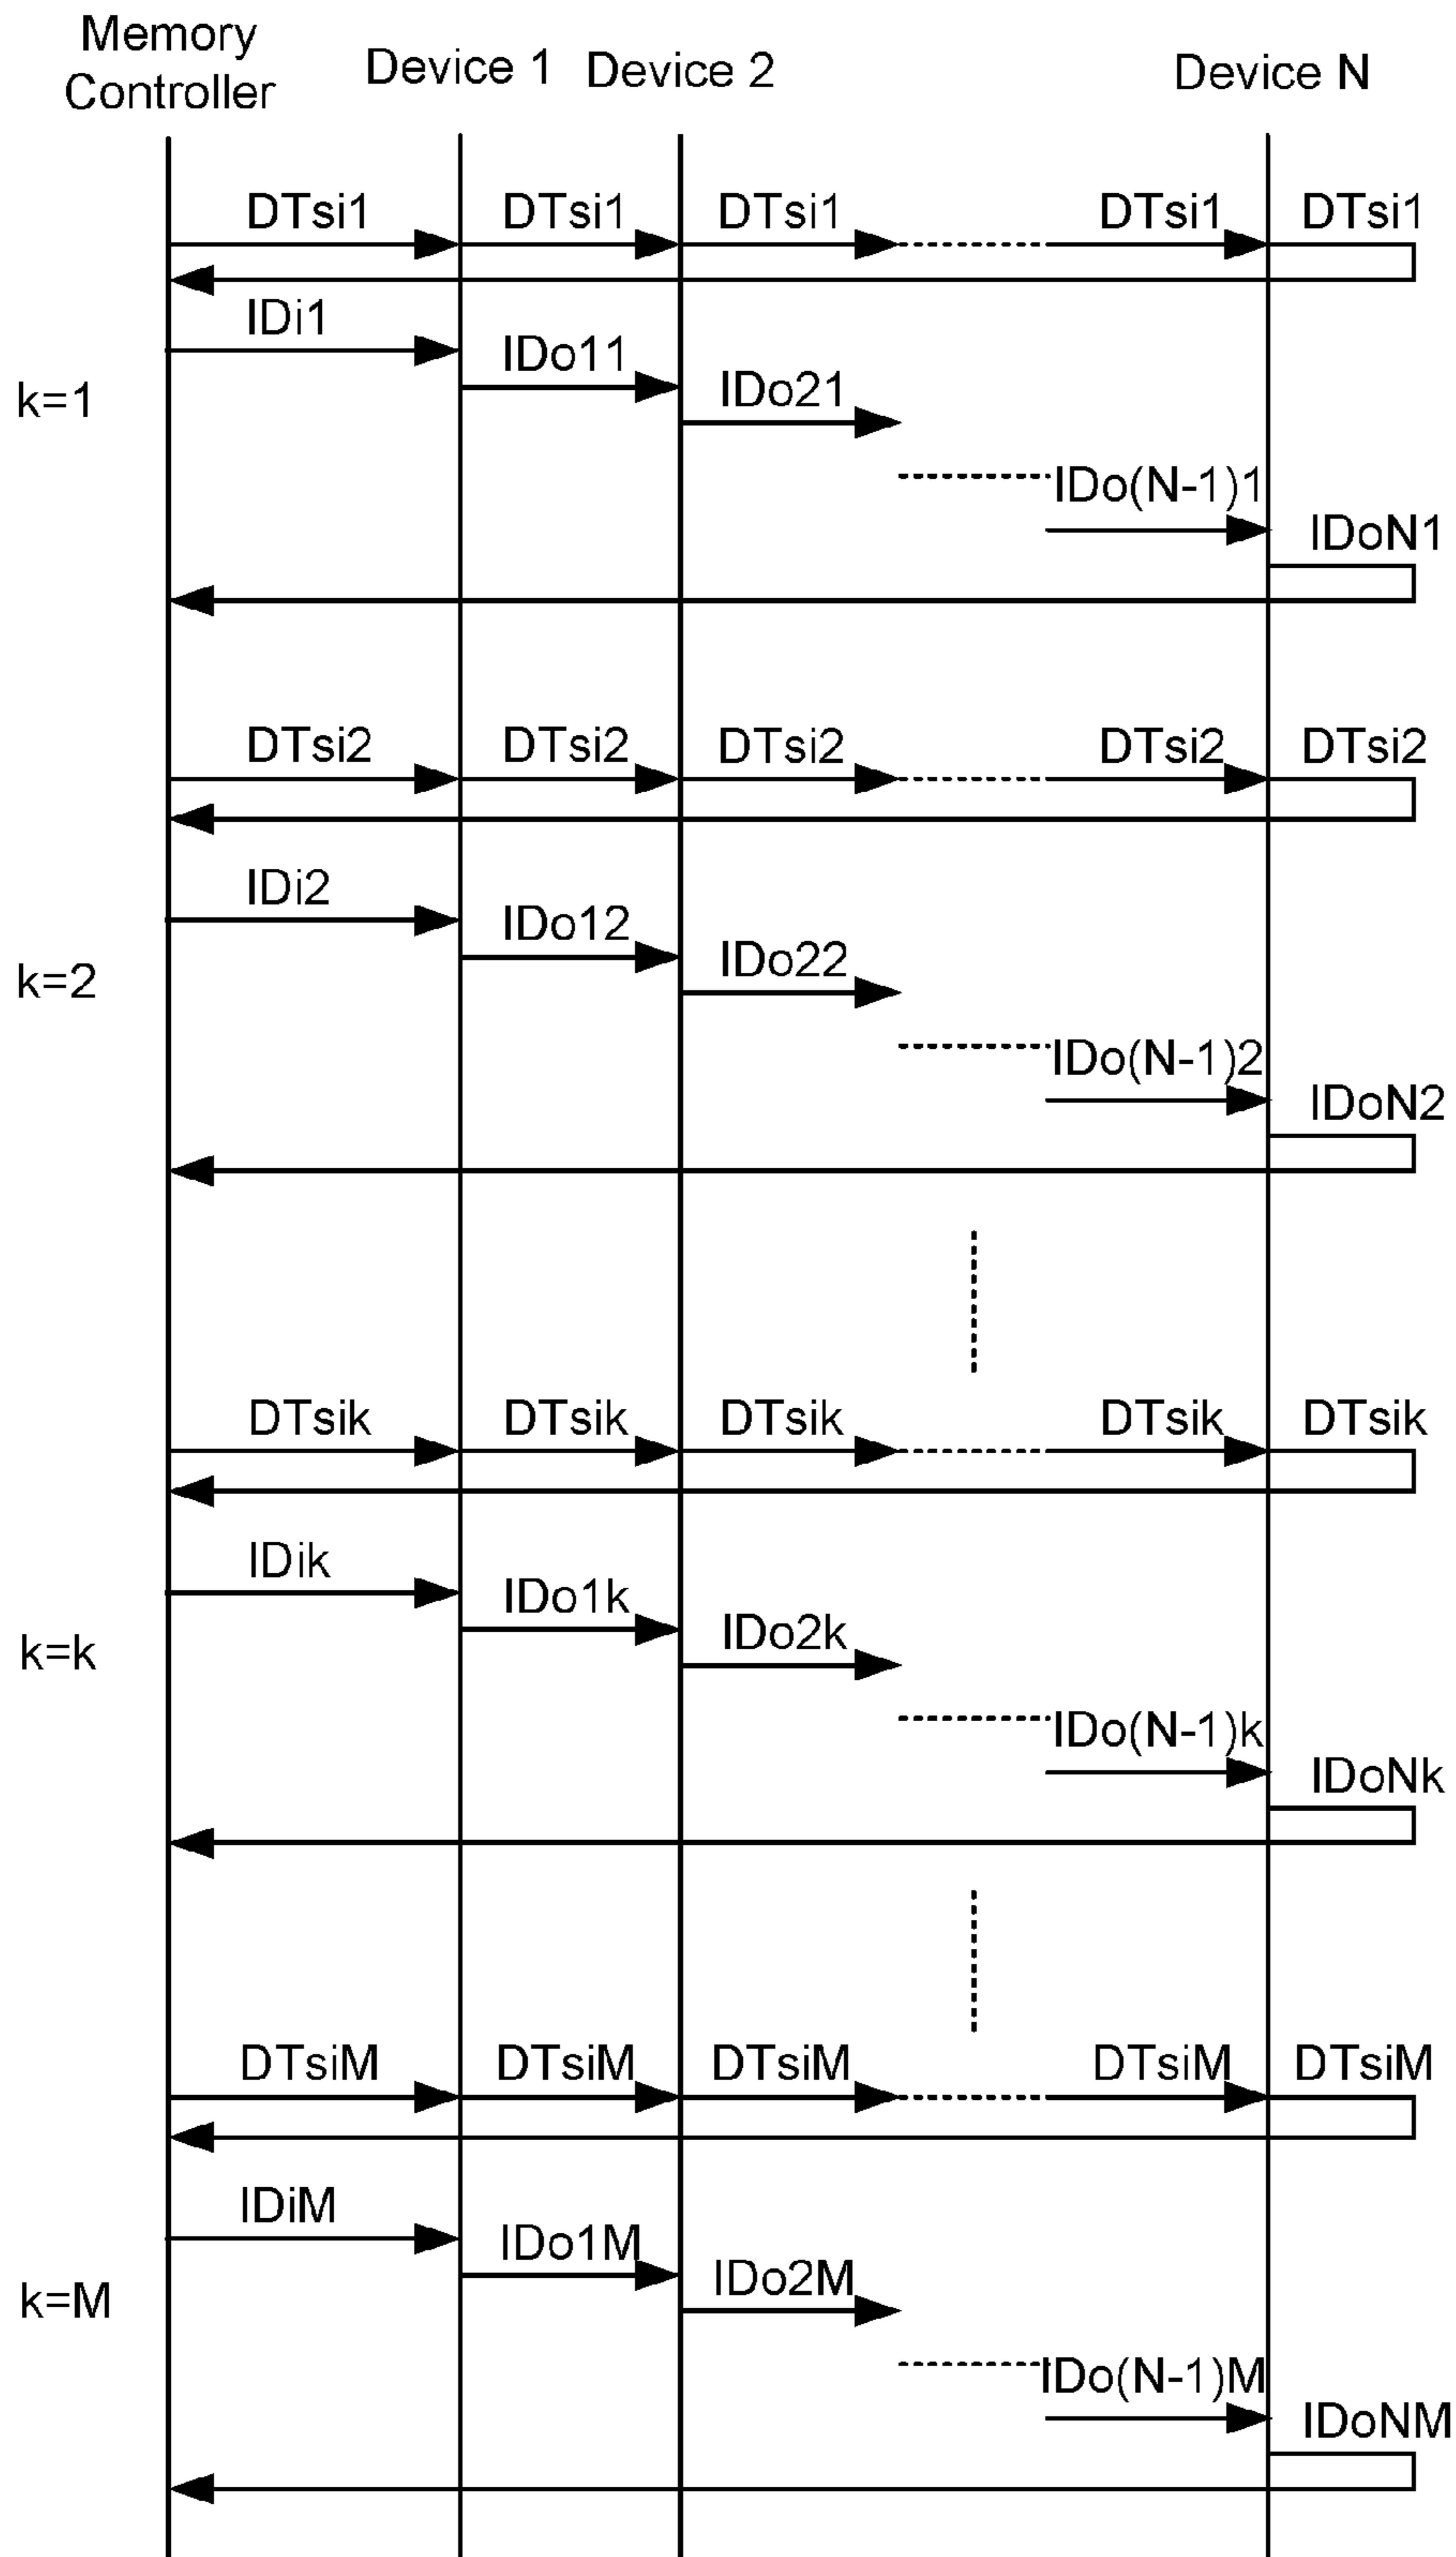 Memory
Controller
Device 1
Device 2
Device N
DTsi1 DTsi1 DTsi1 DTsi1 DTsi1
IDi1
IDo11
IDo21
k=1
IDo(N-1)1
IDoN1
DTsi2 DTsi2 DTsi2 DTsi2 DTsi2
IDi2
IDo12
IDo22
k=2
IDo(N-1)2
IDoN2
DTsik DTsik DTsik DTsik DTsik
IDik
IDo1k
IDo2k
k=k
IDo(N-1)k
IDoNk
DTsiM DTsiM DTsiM DTsiM DTsiM
IDiM
IDo1M
IDo2M
k=M
IDo(N-1)M
IDoNM